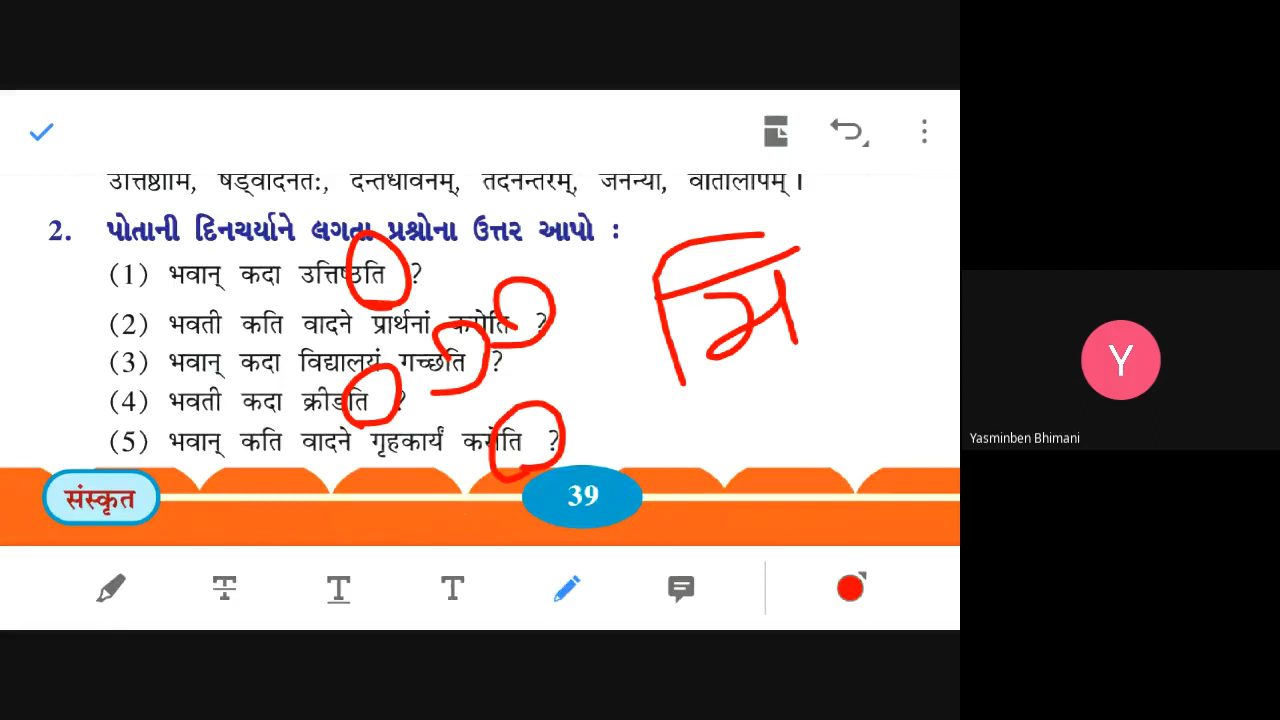 उत्तिष्ठामि, षड्वादनतः, दन्तधावनम्, तदनन्तरम्, जनन्या, वार्तालापम् ।
2. પોતાની દિનચર્યાને લગતા પ્રશ્નોના ઉત્તર આપો :
(1) भवान् कदा उत्तिष्ठति ?
(2) भवती कति वादने प्रार्थनां करोति ?
(3) भवान् कदा विद्यालयं गच्छति ?
(4) भवती कदा क्रीडति ?
(5) भवान् कति वादने गृहकार्यं करोति ?
मि
संस्कृत
39
Y
Yasminben Bhimani